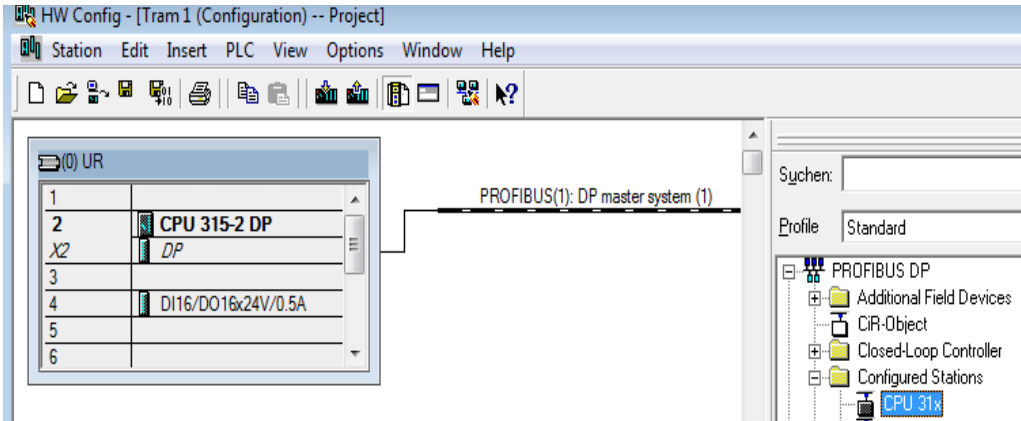 HW Config - [Tram 1 (Configuration) -- Project]
Station Edit Insert PLC View Options Window Help
(0) UR
1
2 CPU 315-2 DP
X2 DP
3
4 DI16/DO16x24V/0.5A
5
6
PROFIBUS(1): DP master system (1)
Suchen:
Profile Standard
PROFIBUS DP
Additional Field Devices
CiR-Object
Closed-Loop Controller
Configured Stations
CPU 31x